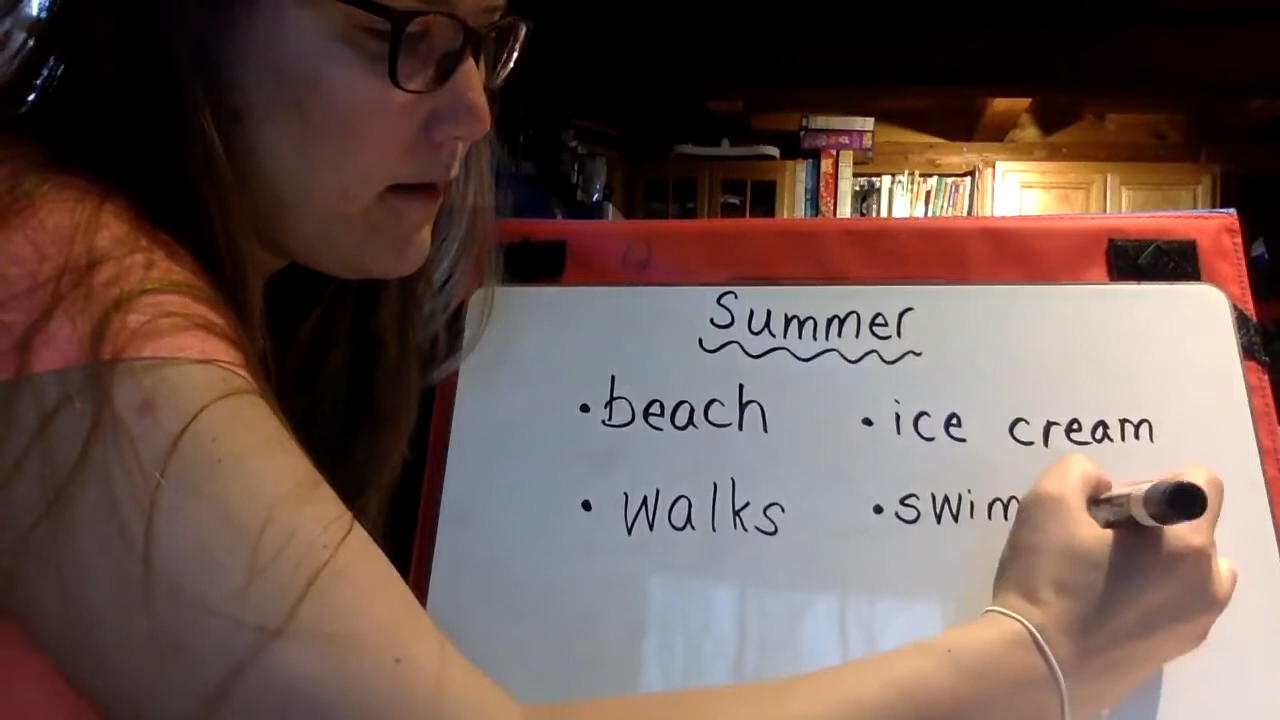 Summer
• beach • ice cream
• walks • swim